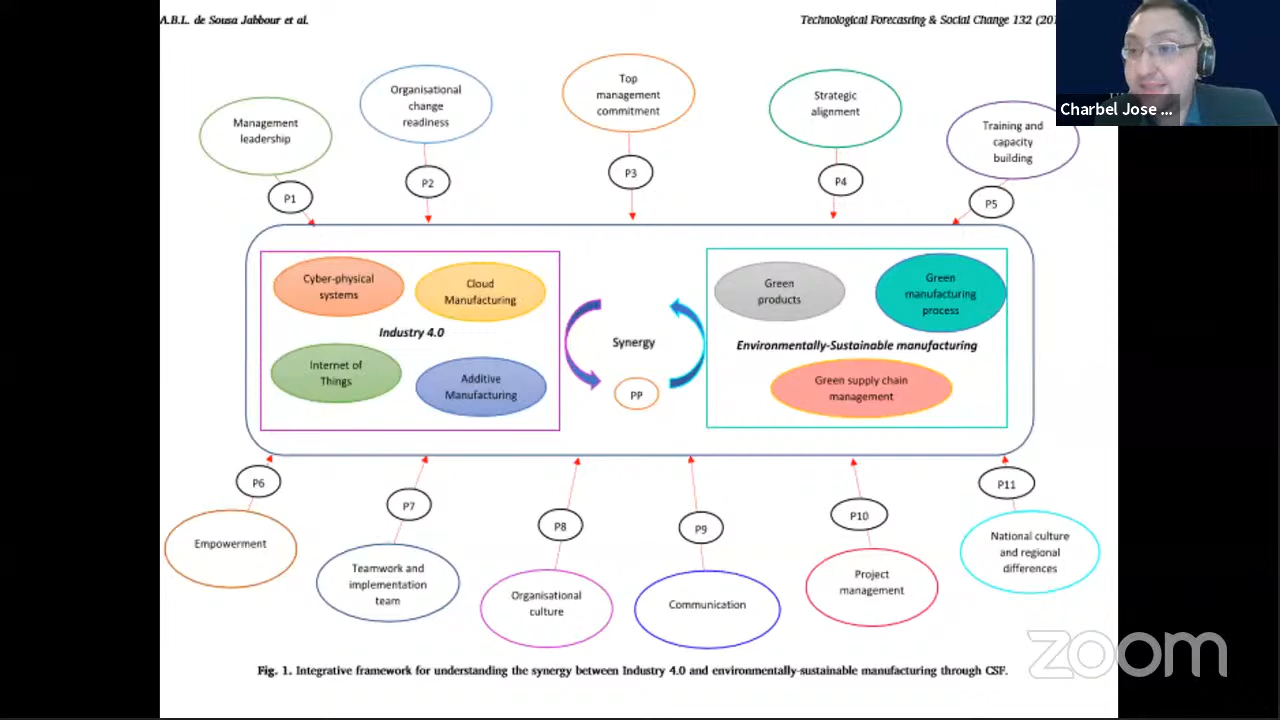 A.B.L. de Sousa Jabbour et al.
Technological Forecasting & Social Change 132 (201
Charbel Jose ...
Management
leadership
Organisational
change
readiness
Top
management
commitment
Strategic
alignment
Training and
capacity
building
P1
P2
P3
P4
P5
Cyber-physical
systems
Cloud
Manufacturing
Industry 4.0
Internet of
Things
Additive
Manufacturing
Synergy
PP
Green
products
Green
manufacturing
process
Environmentally-Sustainable manufacturing
Green supply chain
management
P6
P7
P8
P9
P10
P11
Empowerment
Teamwork and
implementation
team
Organisational
culture
Communication
Project
management
National culture
and regional
differences
zoom
Fig. 1. Integrative framework for understanding the synergy between Industry 4.0 and environmentally-sustainable manufacturing through CSF.